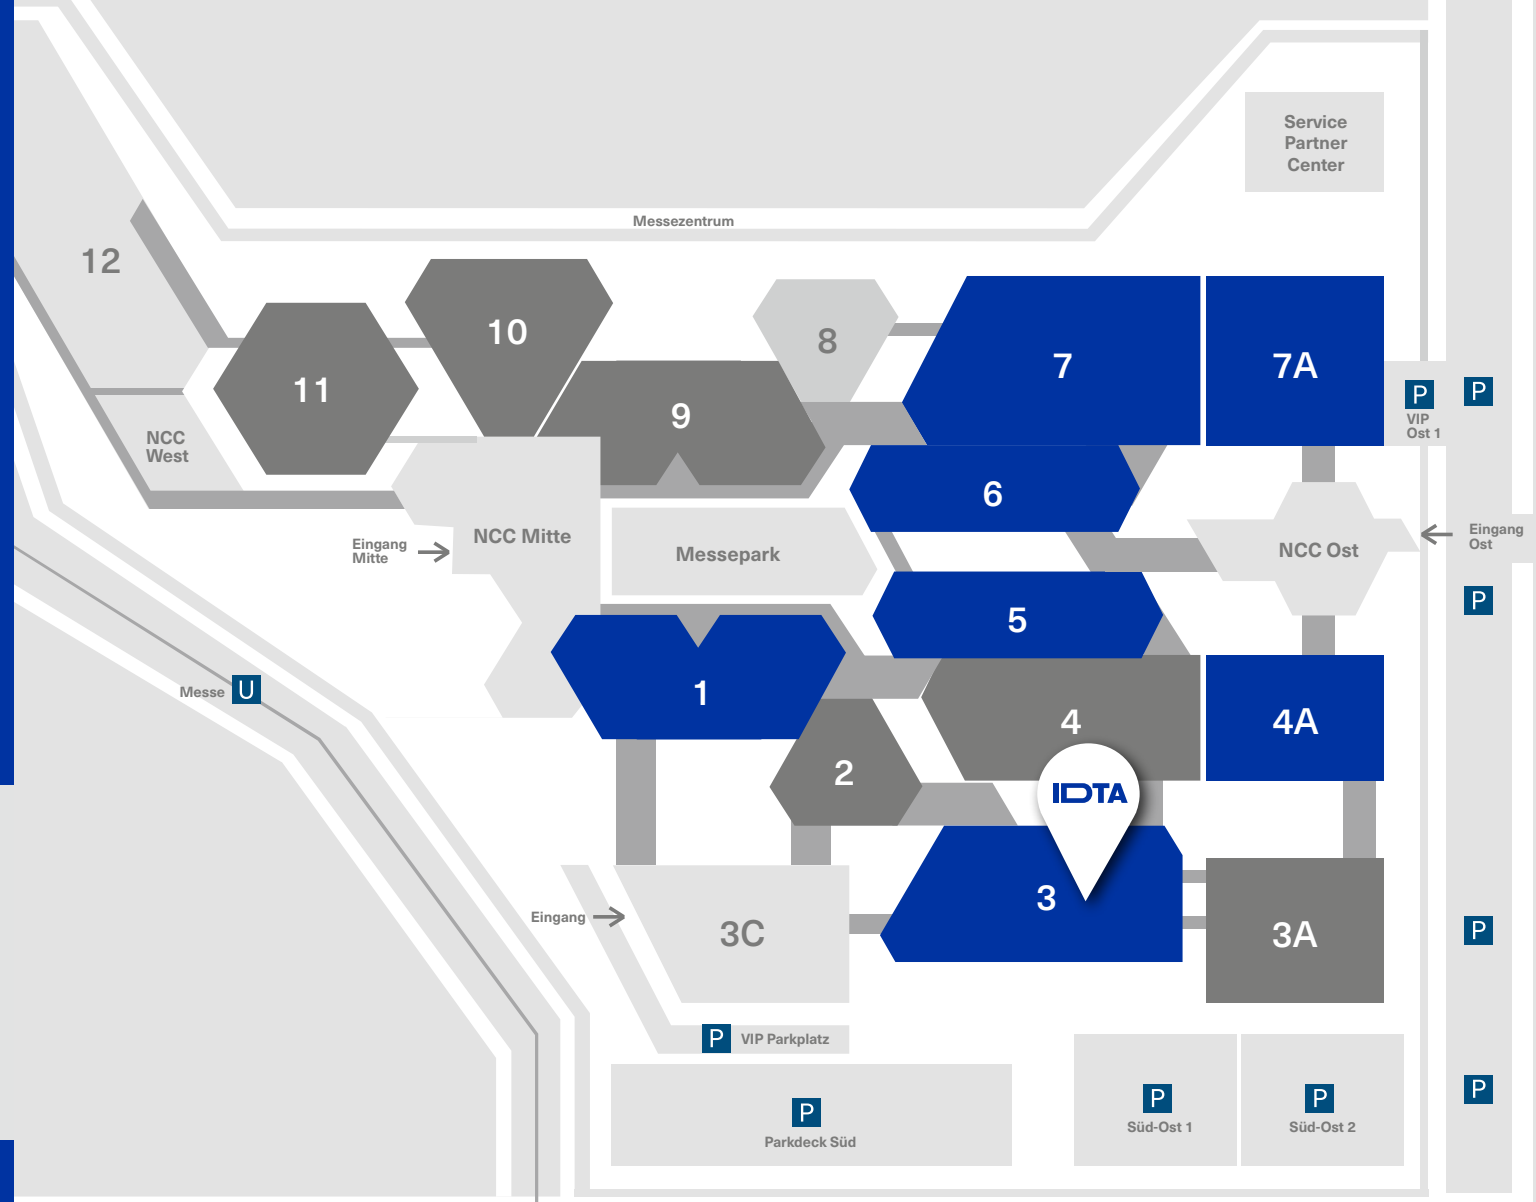 Service
Partner
Center
Messezentrum
12
10
11
9
8
7
7A
P
P
VIP
Ost 1
NCC
West
6
NCC Mitte
Eingang
Mitte
Messepark
NCC Ost
Eingang
Ost
P
5
Messe U
1
4
4A
2
IDTA
3
3A
3C
Eingang
P
P VIP Parkplatz
P
Parkdeck Süd
P
Süd-Ost 1
P
Süd-Ost 2
P